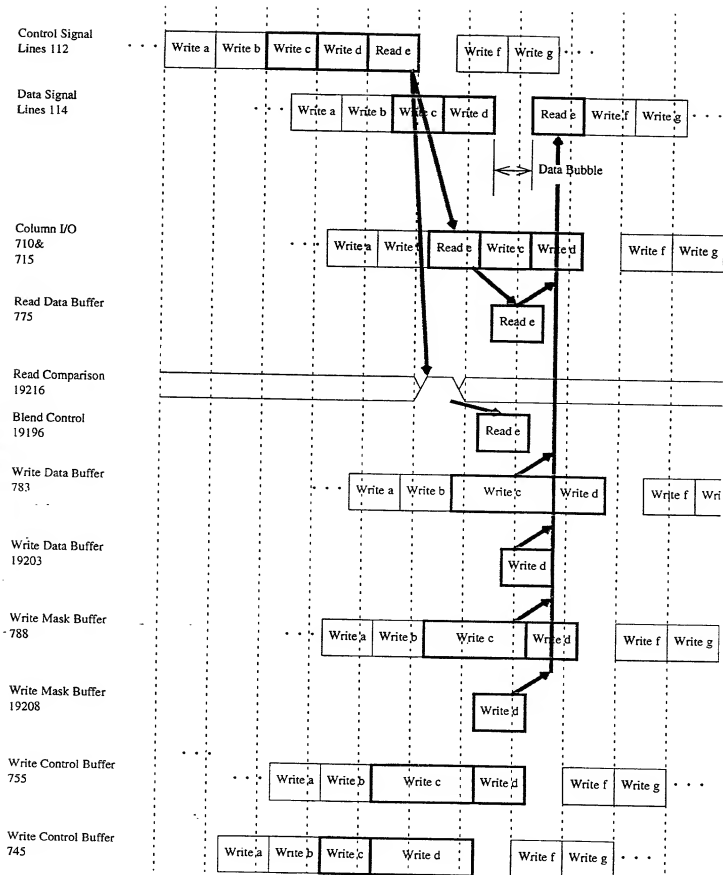 Control Signal
Lines 112
· · · ·
Write a
Write b
Write c
Write d
Read e
Write f
Write g
· · · ·
Data Signal
Lines 114
· · · ·
Write a
Write b
Write c
Write d
Read e
Write f
Write g
· · · ·
Data Bubble
Column I/O
710&
715
· · · ·
Write a
Write
Read e
Write c
Write d
Write f
Write g
Read Data Buffer
775
Read e
Read Comparison
19216
Blend Control
19196
Read e
Write Data Buffer
783
· · · ·
Write a
Write b
Write c
Write d
Write f
Wri
Write Data Buffer
19203
Write d
Write Mask Buffer
788
· · · ·
Write a
Write b
Write c
Write d
Write f
Write g
Write Mask Buffer
19208
Write d
· · · ·
Write Control Buffer
755
· · · ·
Write a
Write b
Write c
Write d
Write f
Write g
· · · ·
Write Control Buffer
745
Write a
Write b
Write c
Write d
Write f
Write g
· · · ·